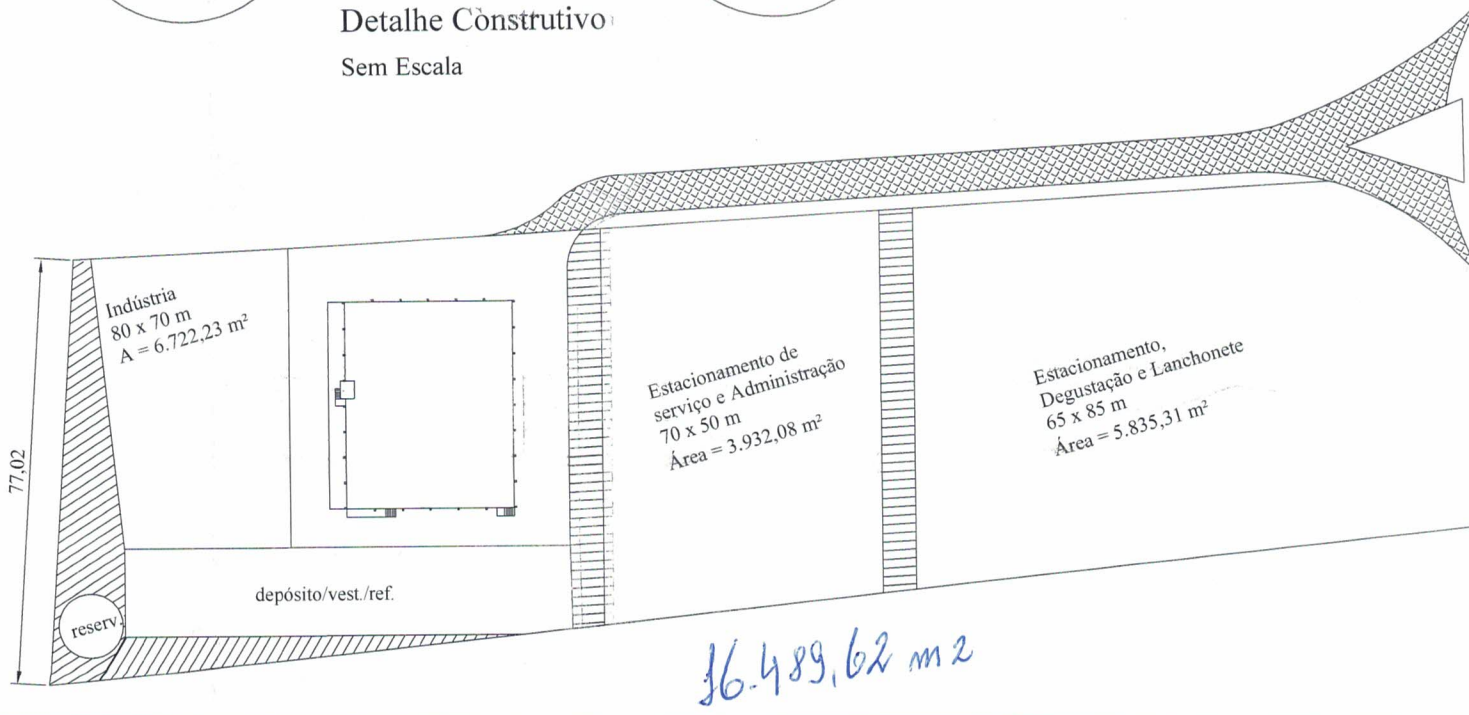 Detalhe Construtivo
Sem Escala
Indústria
80 x 70 m
A = 6.722,23 m²
77,02
Estacionamento de
serviço e Administração
70 x 50 m
Área = 3.932,08 m²
Estacionamento,
Degustação e Lanchonete
65 x 85 m
Área = 5.835,31 m²
depósito/vest./ref.
reserv.
16.489,62 m2